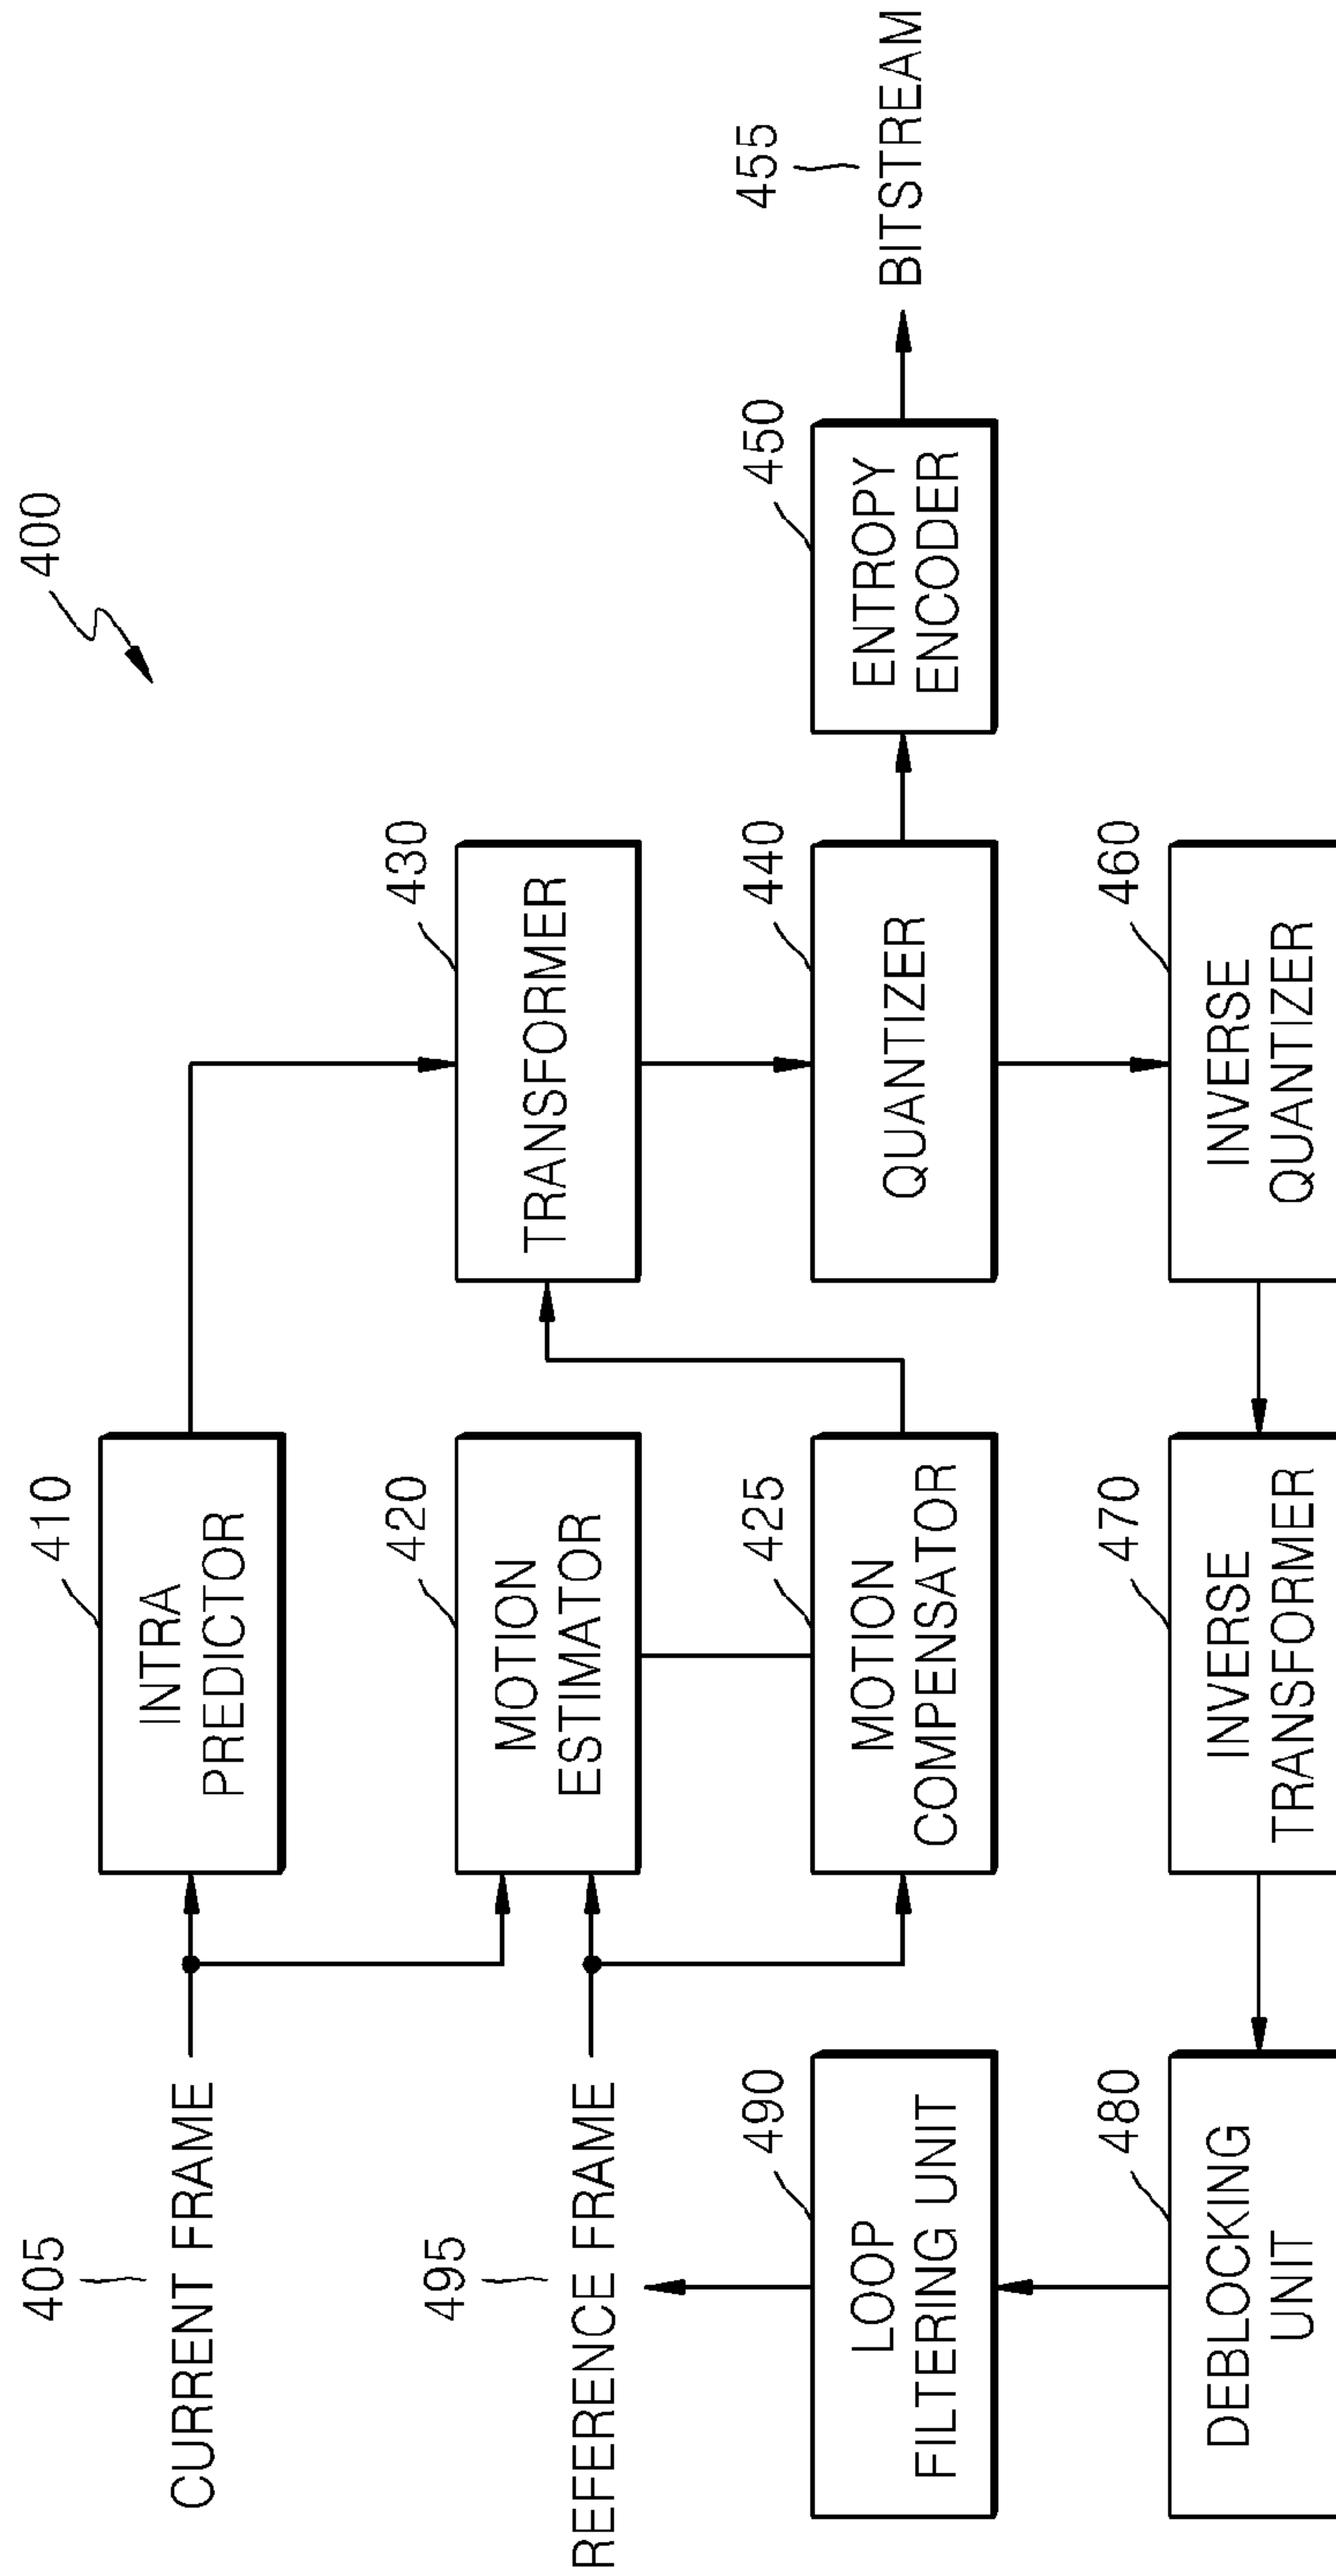 400
405
CURRENT FRAME
410
INTRA
PREDICTOR
495
REFERENCE FRAME
420
MOTION
ESTIMATOR
430
TRANSFORMER
490
LOOP
FILTERING UNIT
425
MOTION
COMPENSATOR
440
QUANTIZER
450
ENTROPY
ENCODER
455
BITSTREAM
480
DEBLOCKING
UNIT
470
INVERSE
TRANSFORMER
460
INVERSE
QUANTIZER